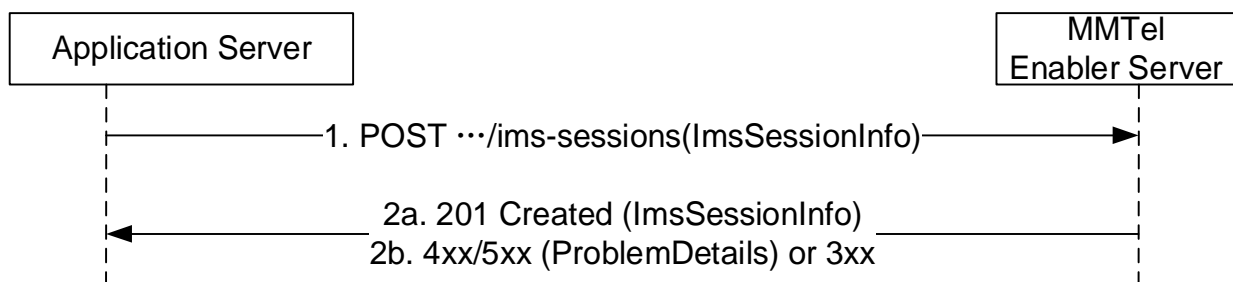 Application Server
MMTel
Enabler Server
1. POST ···/ims-sessions(ImsSessionInfo)
2a. 201 Created (ImsSessionInfo)
2b. 4xx/5xx (ProblemDetails) or 3xx